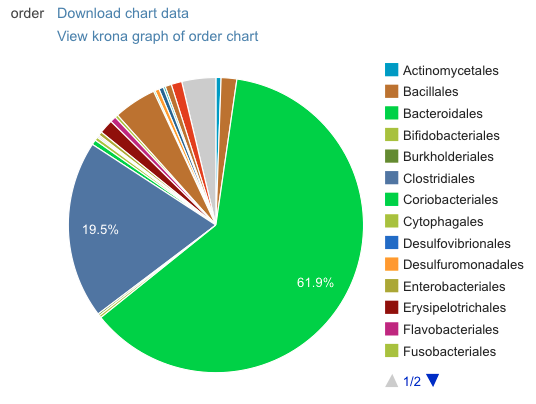 order Download chart data
View krona graph of order chart
Actinomycetales
Bacillales
Bacteroidales
Bifidobacteriales
Burkholderiales
Clostridiales
Coriobacteriales
Cytophagales
Desulfovibrionales
Desulfuromonadales
Enterobacteriales
Erysipelotrichales
Flavobacteriales
Fusobacteriales
1/2
19.5%
61.9%